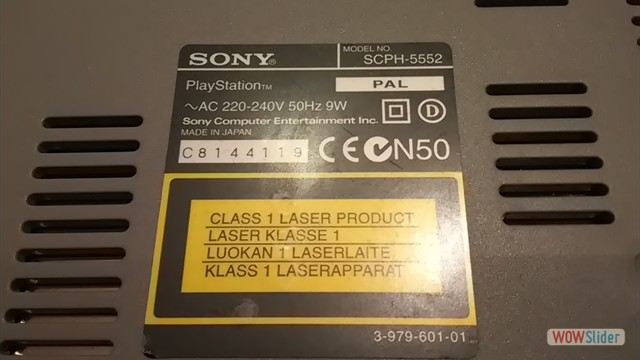 SONY®
MODEL NO.
SCPH-5552
PlayStation™
PAL
~AC 220-240V 50Hz 9W
D
Sony Computer Entertainment Inc.
MADE IN JAPAN
C8144119
CE N50
CLASS 1 LASER PRODUCT
LASER KLASSE 1
LUOKAN 1 LASERLAITE
KLASS 1 LASERAPPARAT
3-979-601-01
WOWSlider